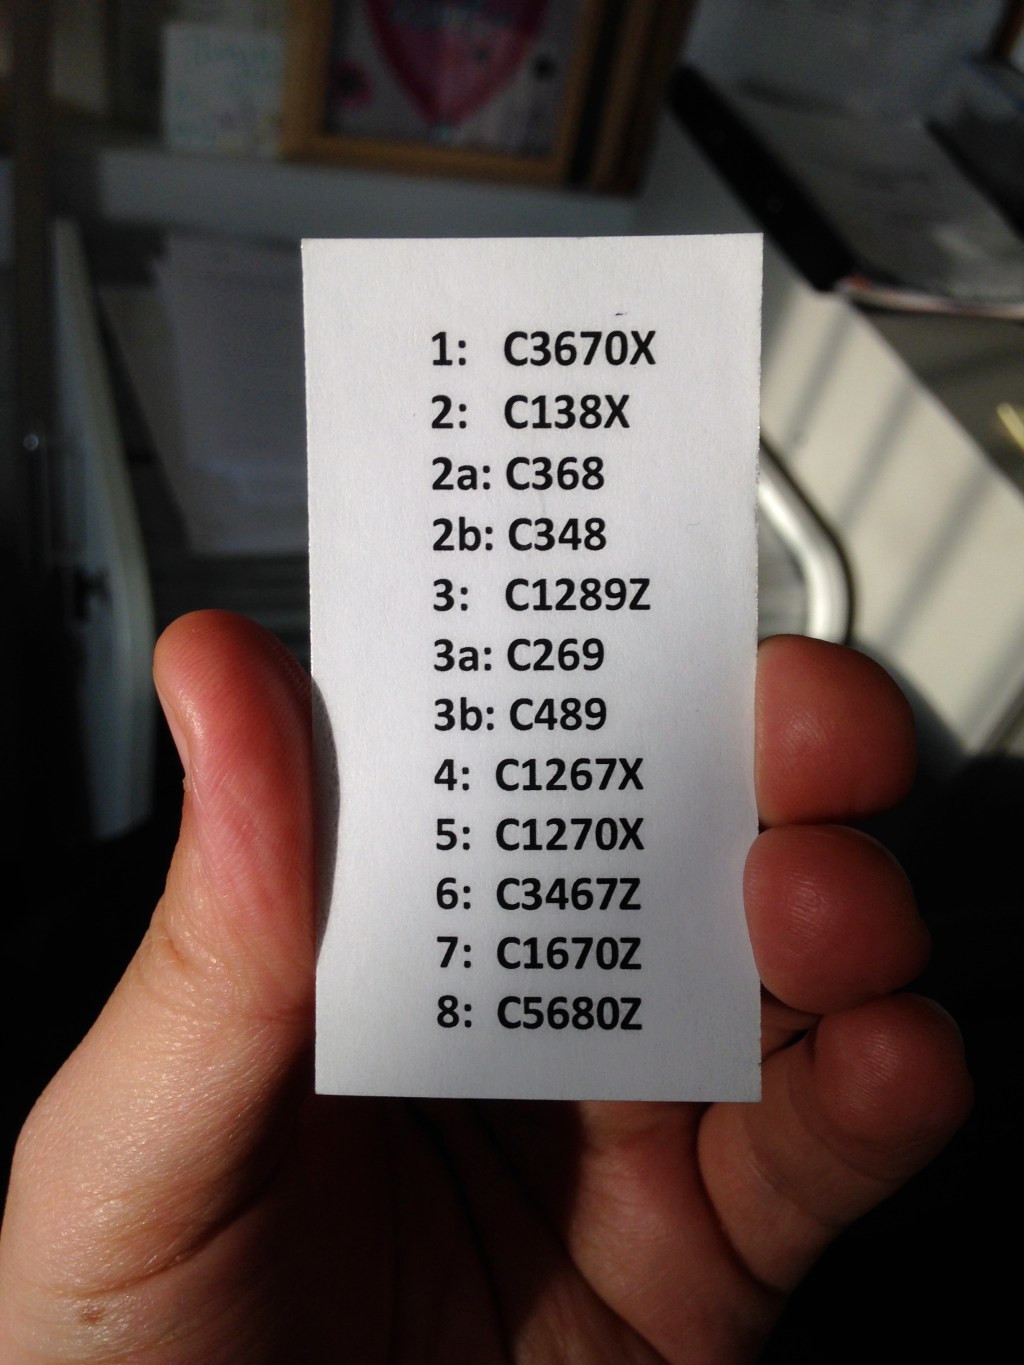 1: C3670X
2: C138X
2a: C368
2b: C348
3: C1289Z
3a: C269
3b: C489
4: C1267X
5: C1270X
6: C3467Z
7: C1670Z
8: C5680Z